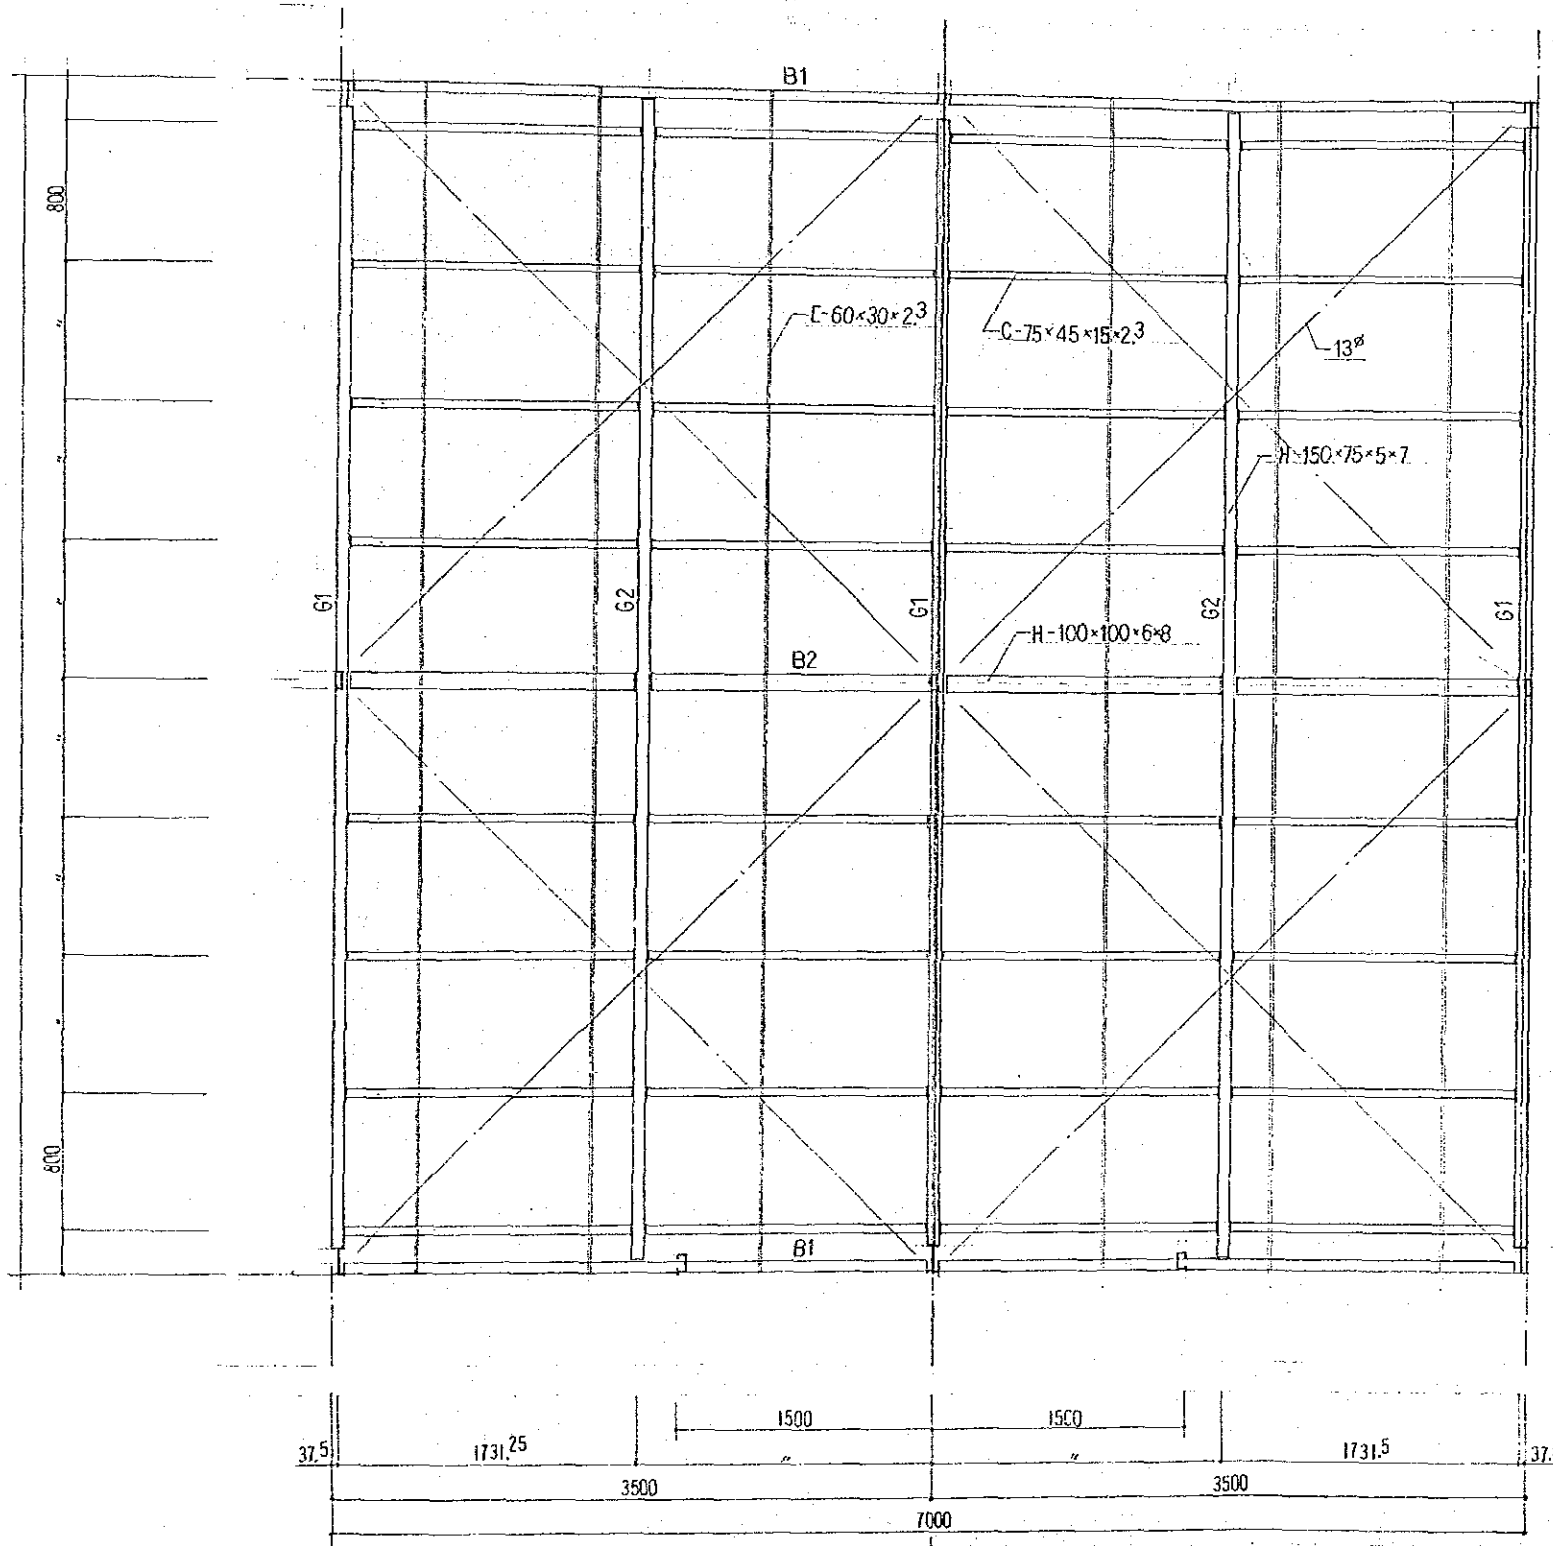 B1
800
〃
〃
〃
〃
〃
〃
800
[-60×30×2.3
C-75×45×15×2.3
13ø
H-150×75×5×7
G1
G2
G1
G2
G1
H-100×100×6×8
B2
B1
1500
1500
37.5
1731.25
〃
〃
1731.5
37.
3500
3500
7000